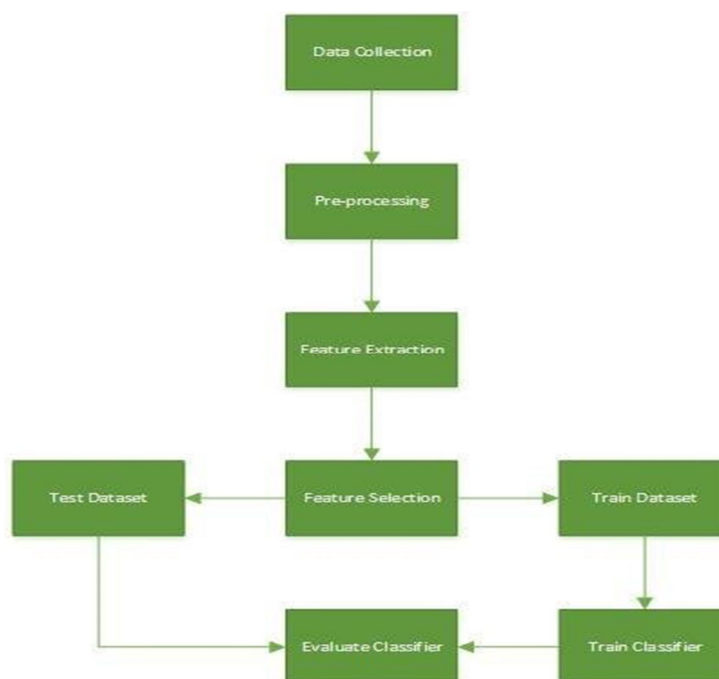 Data Collection
Pre-processing
Feature Extraction
Test Dataset
Feature Selection
Train Dataset
Evaluate Classifier
Train Classifier